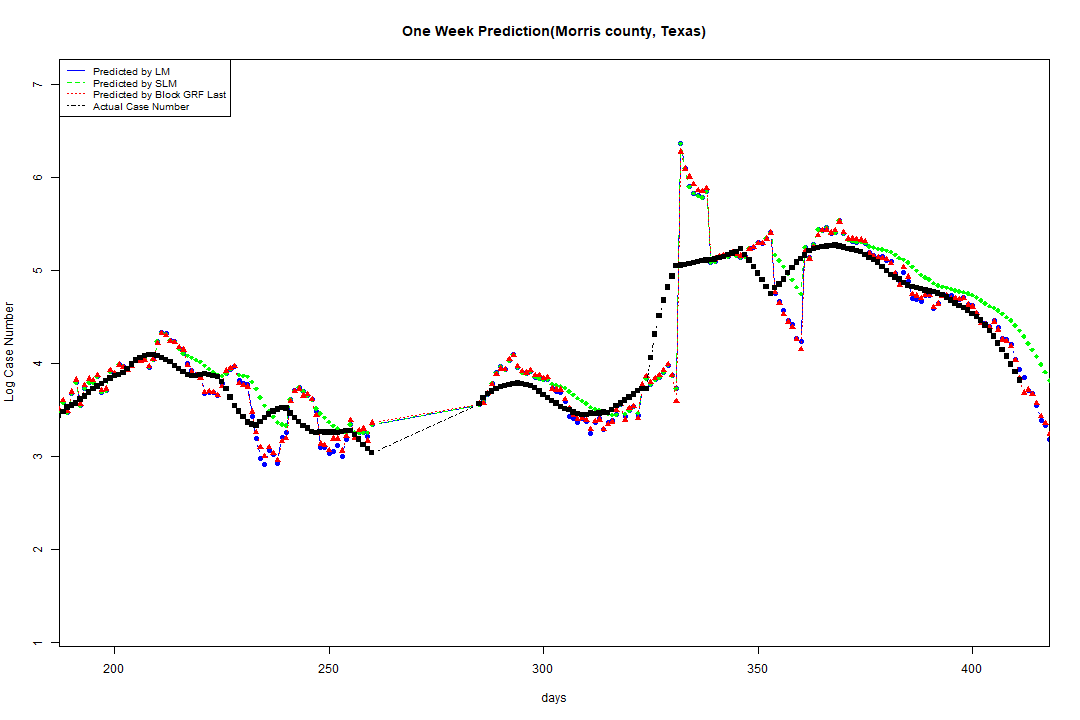 One Week Prediction(Morris county, Texas)
Predicted by LM
Predicted by SLM
Predicted by Block GRF Last
Actual Case Number
7
6
5
4
3
2
1
Log Case Number
200
250
300
350
400
days